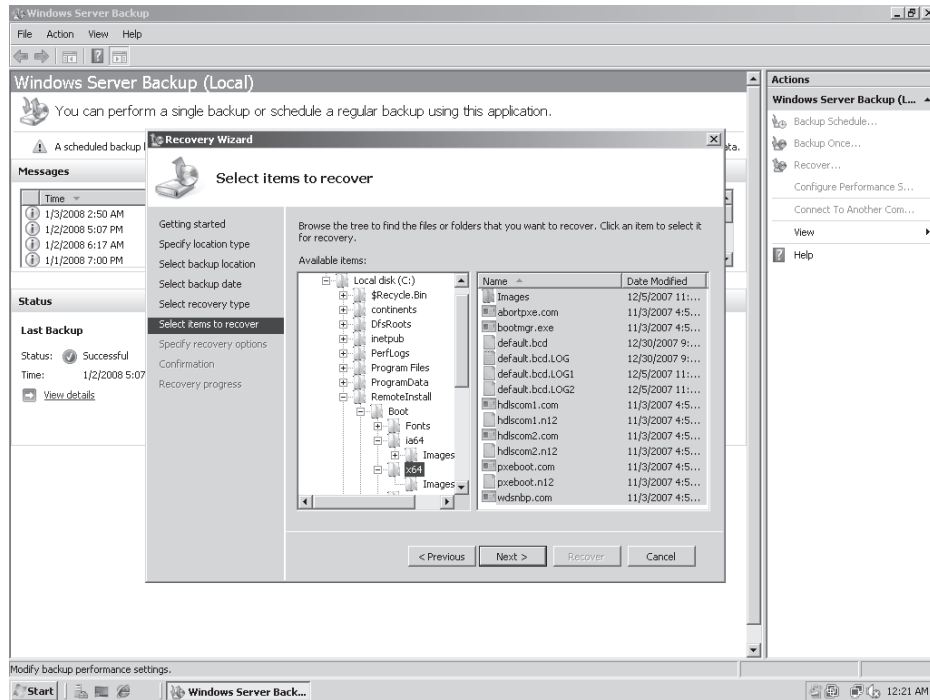 Windows Server Backup
File Action View Help
Windows Server Backup (Local)
You can perform a single backup or schedule a regular backup using this application.
A scheduled backup
ata.
Messages
Time
1/3/2008 2:50 AM
1/2/2008 5:07 PM
1/2/2008 6:17 AM
1/1/2008 7:00 PM
Status
Last Backup
Status: Successful
Time: 1/2/2008 5:07
View details
Recovery Wizard
Select items to recover
Getting started
Specify location type
Select backup location
Select backup date
Select recovery type
Select items to recover
Specify recovery options
Confirmation
Recovery progress
Browse the tree to find the files or folders that you want to recover. Click an item to select it
for recovery.
Available items:
Local disk (C:)
$Recycle.Bin
continents
DfsRoots
inetpub
PerfLogs
Program Files
ProgramData
RemoteInstall
Boot
Fonts
ia64
Images
x64
Images
Name Date Modified
Images 12/5/2007 11:...
abortpxe.com 11/3/2007 4:5...
bootmgr.exe 11/3/2007 4:5...
default.bcd 12/30/2007 9:...
default.bcd.LOG 12/30/2007 9:...
default.bcd.LOG1 12/5/2007 11:...
default.bcd.LOG2 12/5/2007 11:...
hdlscom1.com 11/3/2007 4:5...
hdlscom1.n12 11/3/2007 4:5...
hdlscom2.com 11/3/2007 4:5...
hdlscom2.n12 11/3/2007 4:5...
pxeboot.com 11/3/2007 4:5...
pxeboot.n12 11/3/2007 4:5...
wdsnbp.com 11/3/2007 4:5...
< Previous Next > Recover Cancel
Actions
Windows Server Backup (L...
Backup Schedule...
Backup Once...
Recover...
Configure Performance S...
Connect To Another Com...
View
Help
Modify backup performance settings.
Start Windows Server Back... 12:21 AM